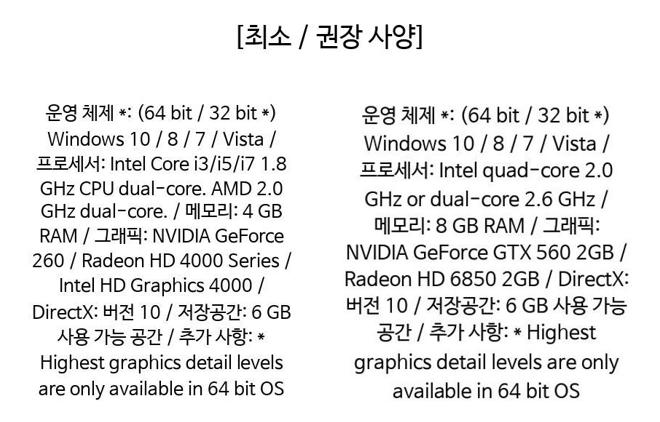 [최소 / 권장 사양]
운영 체제 *: (64 bit / 32 bit *)
Windows 10 / 8 / 7 / Vista /
프로세서: Intel Core i3/i5/i7 1.8
GHz CPU dual-core. AMD 2.0
GHz dual-core. / 메모리: 4 GB
RAM / 그래픽: NVIDIA GeForce
260 / Radeon HD 4000 Series /
Intel HD Graphics 4000 /
DirectX: 버전 10 / 저장공간: 6 GB
사용 가능 공간 / 추가 사항: *
Highest graphics detail levels
are only available in 64 bit OS
운영 체제 *: (64 bit / 32 bit *)
Windows 10 / 8 / 7 / Vista /
프로세서: Intel quad-core 2.0
GHz or dual-core 2.6 GHz /
메모리: 8 GB RAM / 그래픽:
NVIDIA GeForce GTX 560 2GB /
Radeon HD 6850 2GB / DirectX:
버전 10 / 저장공간: 6 GB 사용 가능
공간 / 추가 사항: * Highest
graphics detail levels are only
available in 64 bit OS